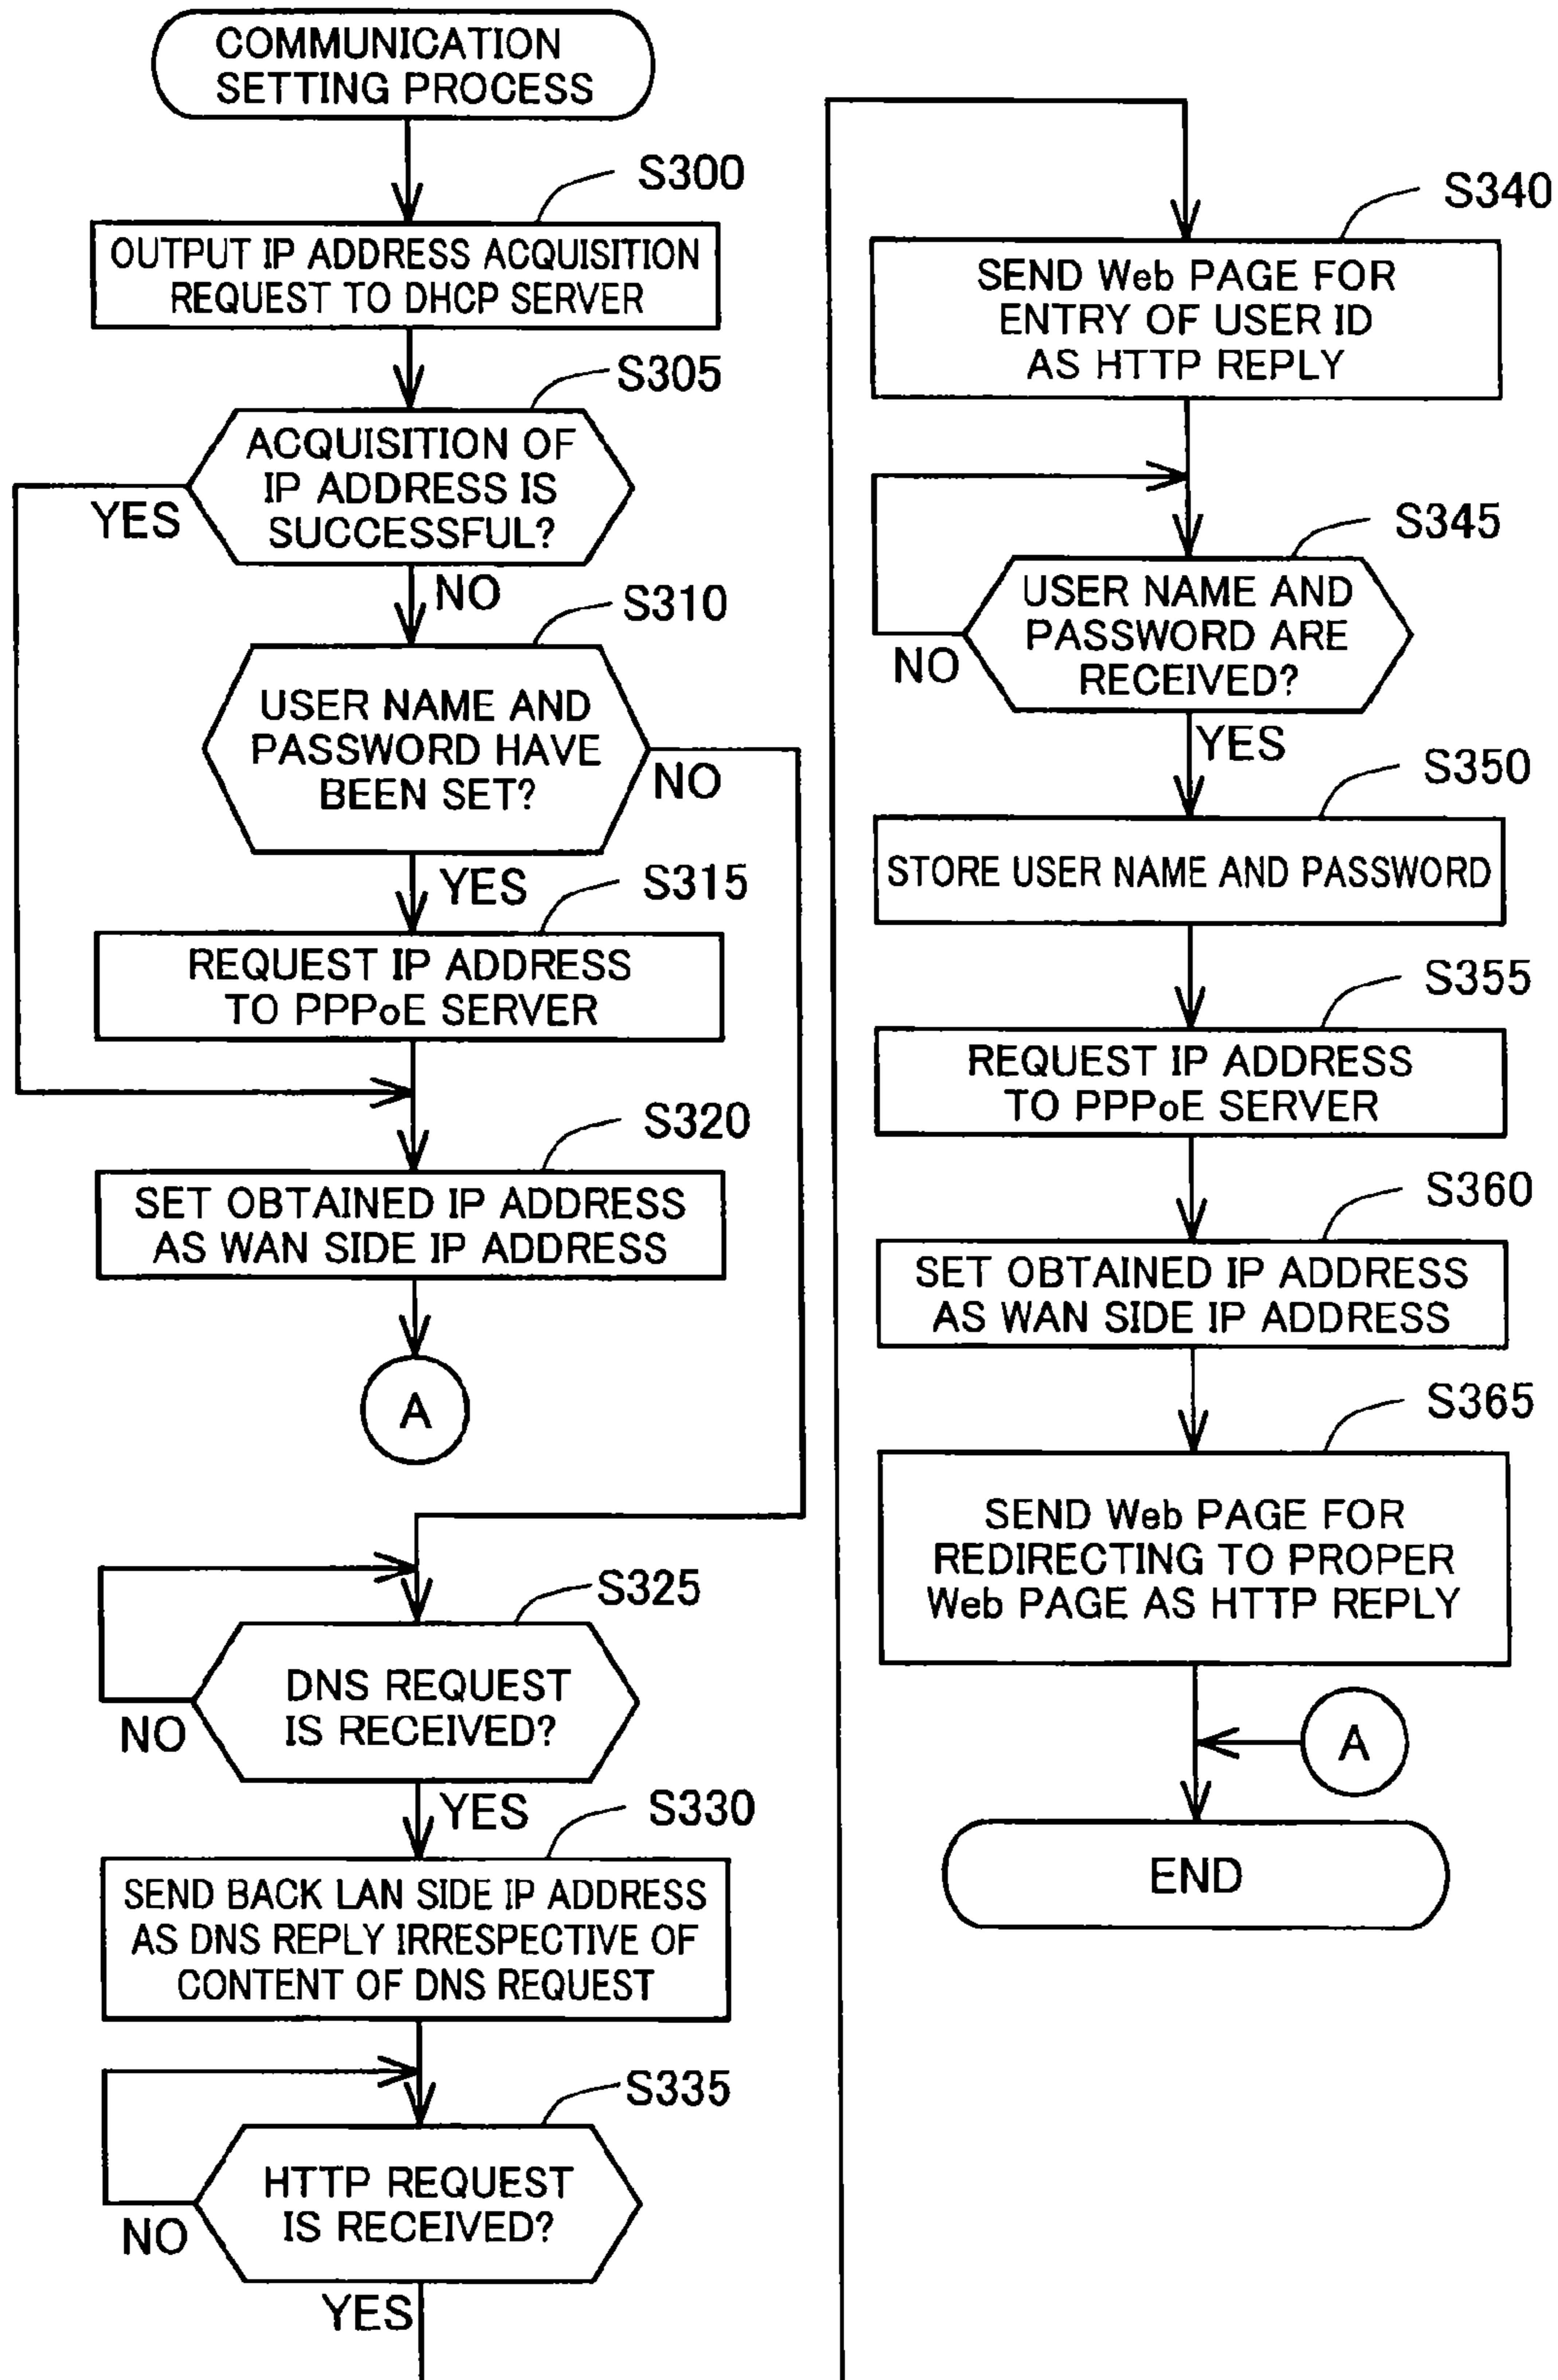 COMMUNICATION
SETTING PROCESS
S300
OUTPUT IP ADDRESS ACQUISITION
REQUEST TO DHCP SERVER
S305
ACQUISITION OF
IP ADDRESS IS
SUCCESSFUL?
YES
NO
S310
USER NAME AND
PASSWORD HAVE
BEEN SET?
NO
YES
S315
REQUEST IP ADDRESS
TO PPPoE SERVER
S320
SET OBTAINED IP ADDRESS
AS WAN SIDE IP ADDRESS
A
S325
DNS REQUEST
IS RECEIVED?
NO
YES
S330
SEND BACK LAN SIDE IP ADDRESS
AS DNS REPLY IRRESPECTIVE OF
CONTENT OF DNS REQUEST
S335
HTTP REQUEST
IS RECEIVED?
NO
YES
S340
SEND Web PAGE FOR
ENTRY OF USER ID
AS HTTP REPLY
S345
USER NAME AND
PASSWORD ARE
RECEIVED?
NO
YES
S350
STORE USER NAME AND PASSWORD
S355
REQUEST IP ADDRESS
TO PPPoE SERVER
S360
SET OBTAINED IP ADDRESS
AS WAN SIDE IP ADDRESS
S365
SEND Web PAGE FOR
REDIRECTING TO PROPER
Web PAGE AS HTTP REPLY
A
END